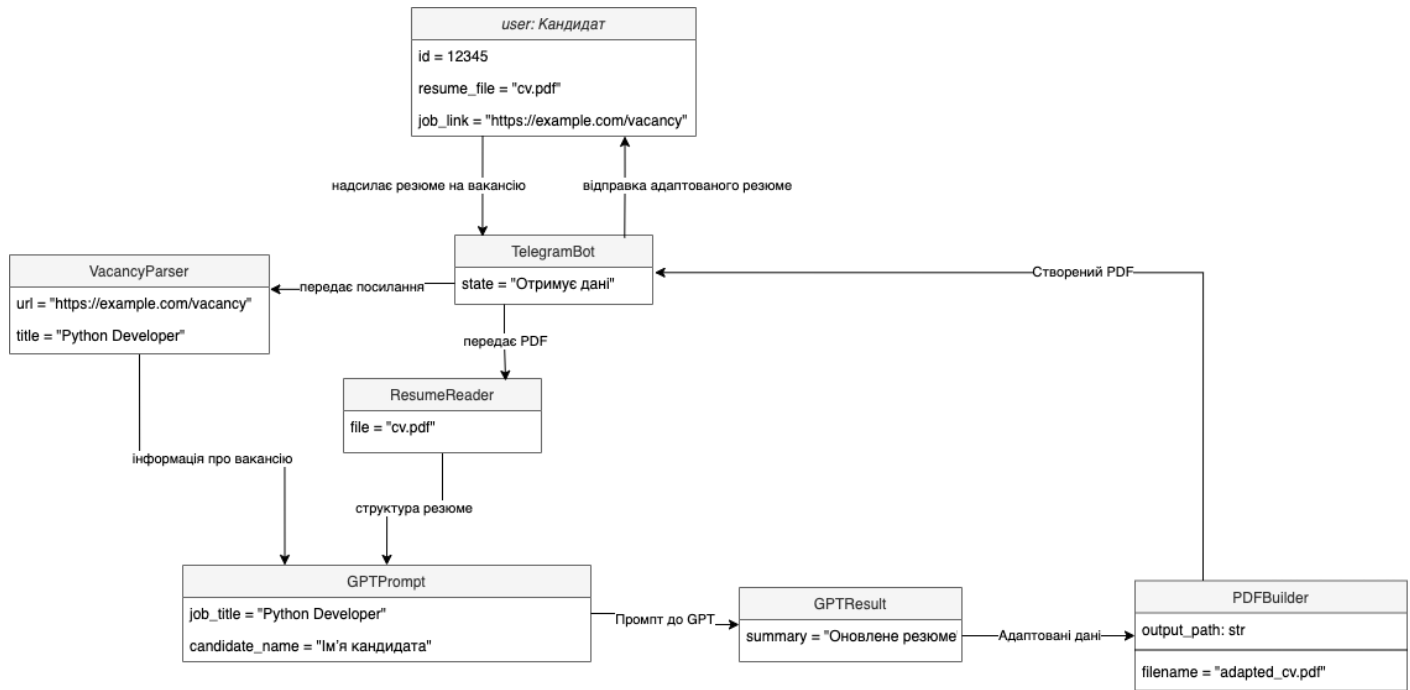 user: Кандидат
id = 12345
resume_file = "cv.pdf"
job_link = "https://example.com/vacancy"
надсилає резюме на вакансію
відправка адаптованого резюме
TelegramBot
state = "Отримує дані"
Створений PDF
VacancyParser
url = "https://example.com/vacancy"
title = "Python Developer"
передає посилання
передає PDF
ResumeReader
file = "cv.pdf"
інформація про вакансію
структура резюме
GPTPrompt
job_title = "Python Developer"
candidate_name = "Ім'я кандидата"
Промпт до GPT
GPTResult
summary = "Оновлене резюме
Адаптовані дані
PDFBuilder
output_path: str
filename = "adapted_cv.pdf"